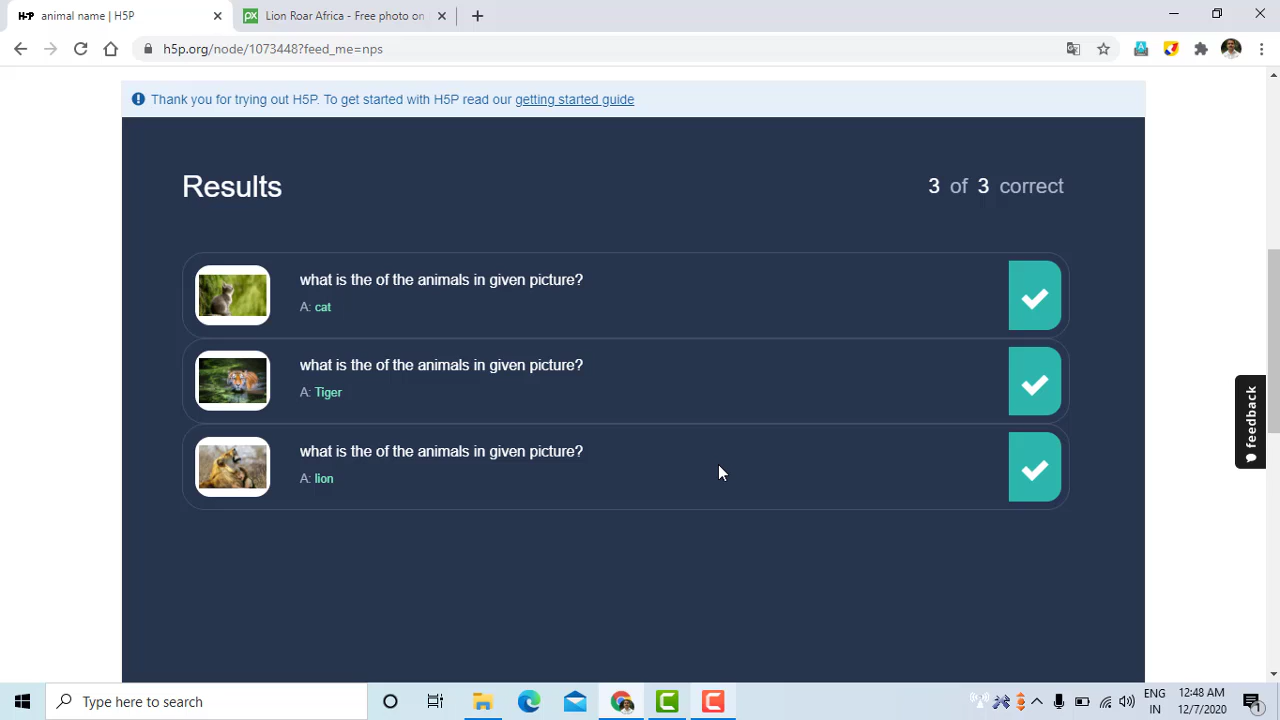 H-P animal name | H5P
px Lion Roar Africa - Free photo on
h5p.org/node/1073448?feed_me=nps
Thank you for trying out H5P. To get started with H5P read our getting started guide
Results
3 of 3 correct
what is the of the animals in given picture?
A: cat
what is the of the animals in given picture?
A: Tiger
what is the of the animals in given picture?
A: lion
feedback
Type here to search
ENG
IN
12:48 AM
12/7/2020
1